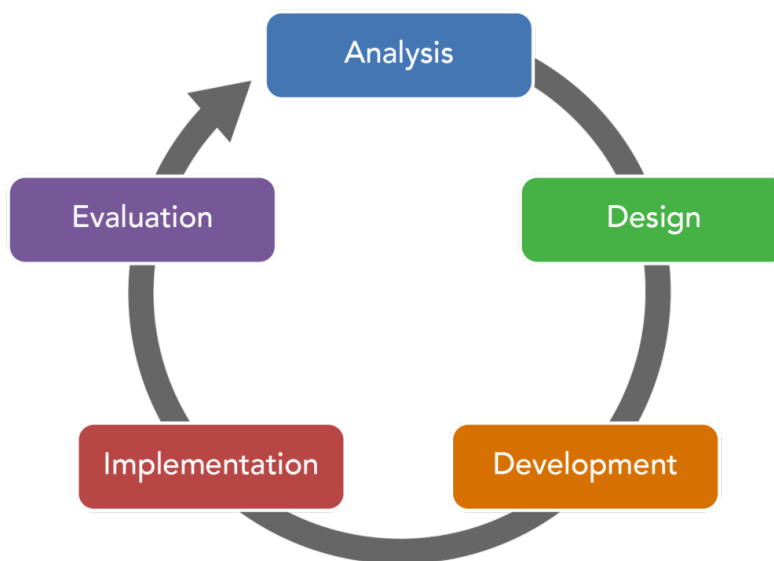 Analysis
Design
Development
Implementation
Evaluation